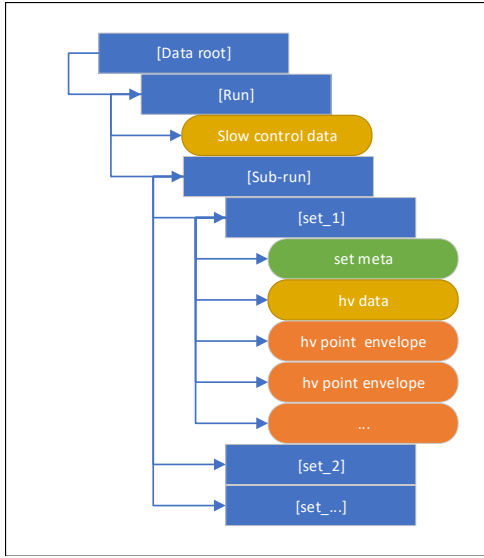 [Data root]
[Run]
Slow control data
[Sub-run]
[set_1]
set meta
hv data
hv point envelope
hv point envelope
...
[set_2]
[set_...]